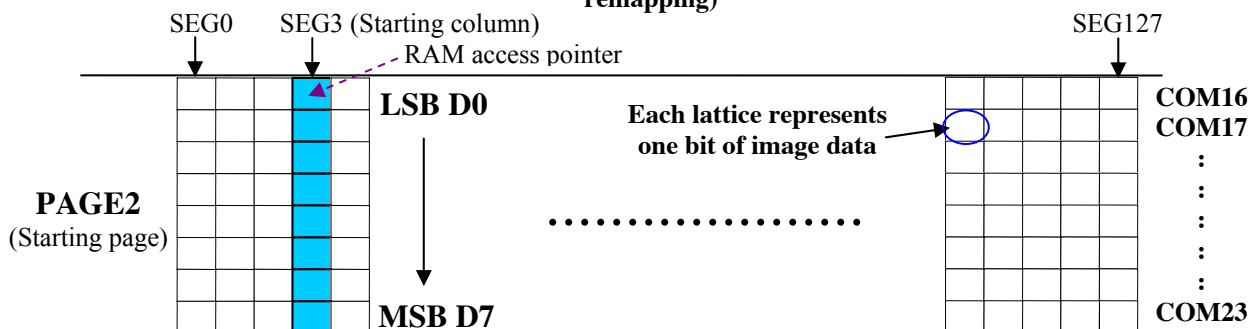 remapping)
SEG0
SEG3 (Starting column)
SEG127
RAM access pointer
LSB D0
Each lattice represents
one bit of image data
COM16
COM17
:
:
:
:
:
PAGE2
(Starting page)
.....................
MSB D7
COM23